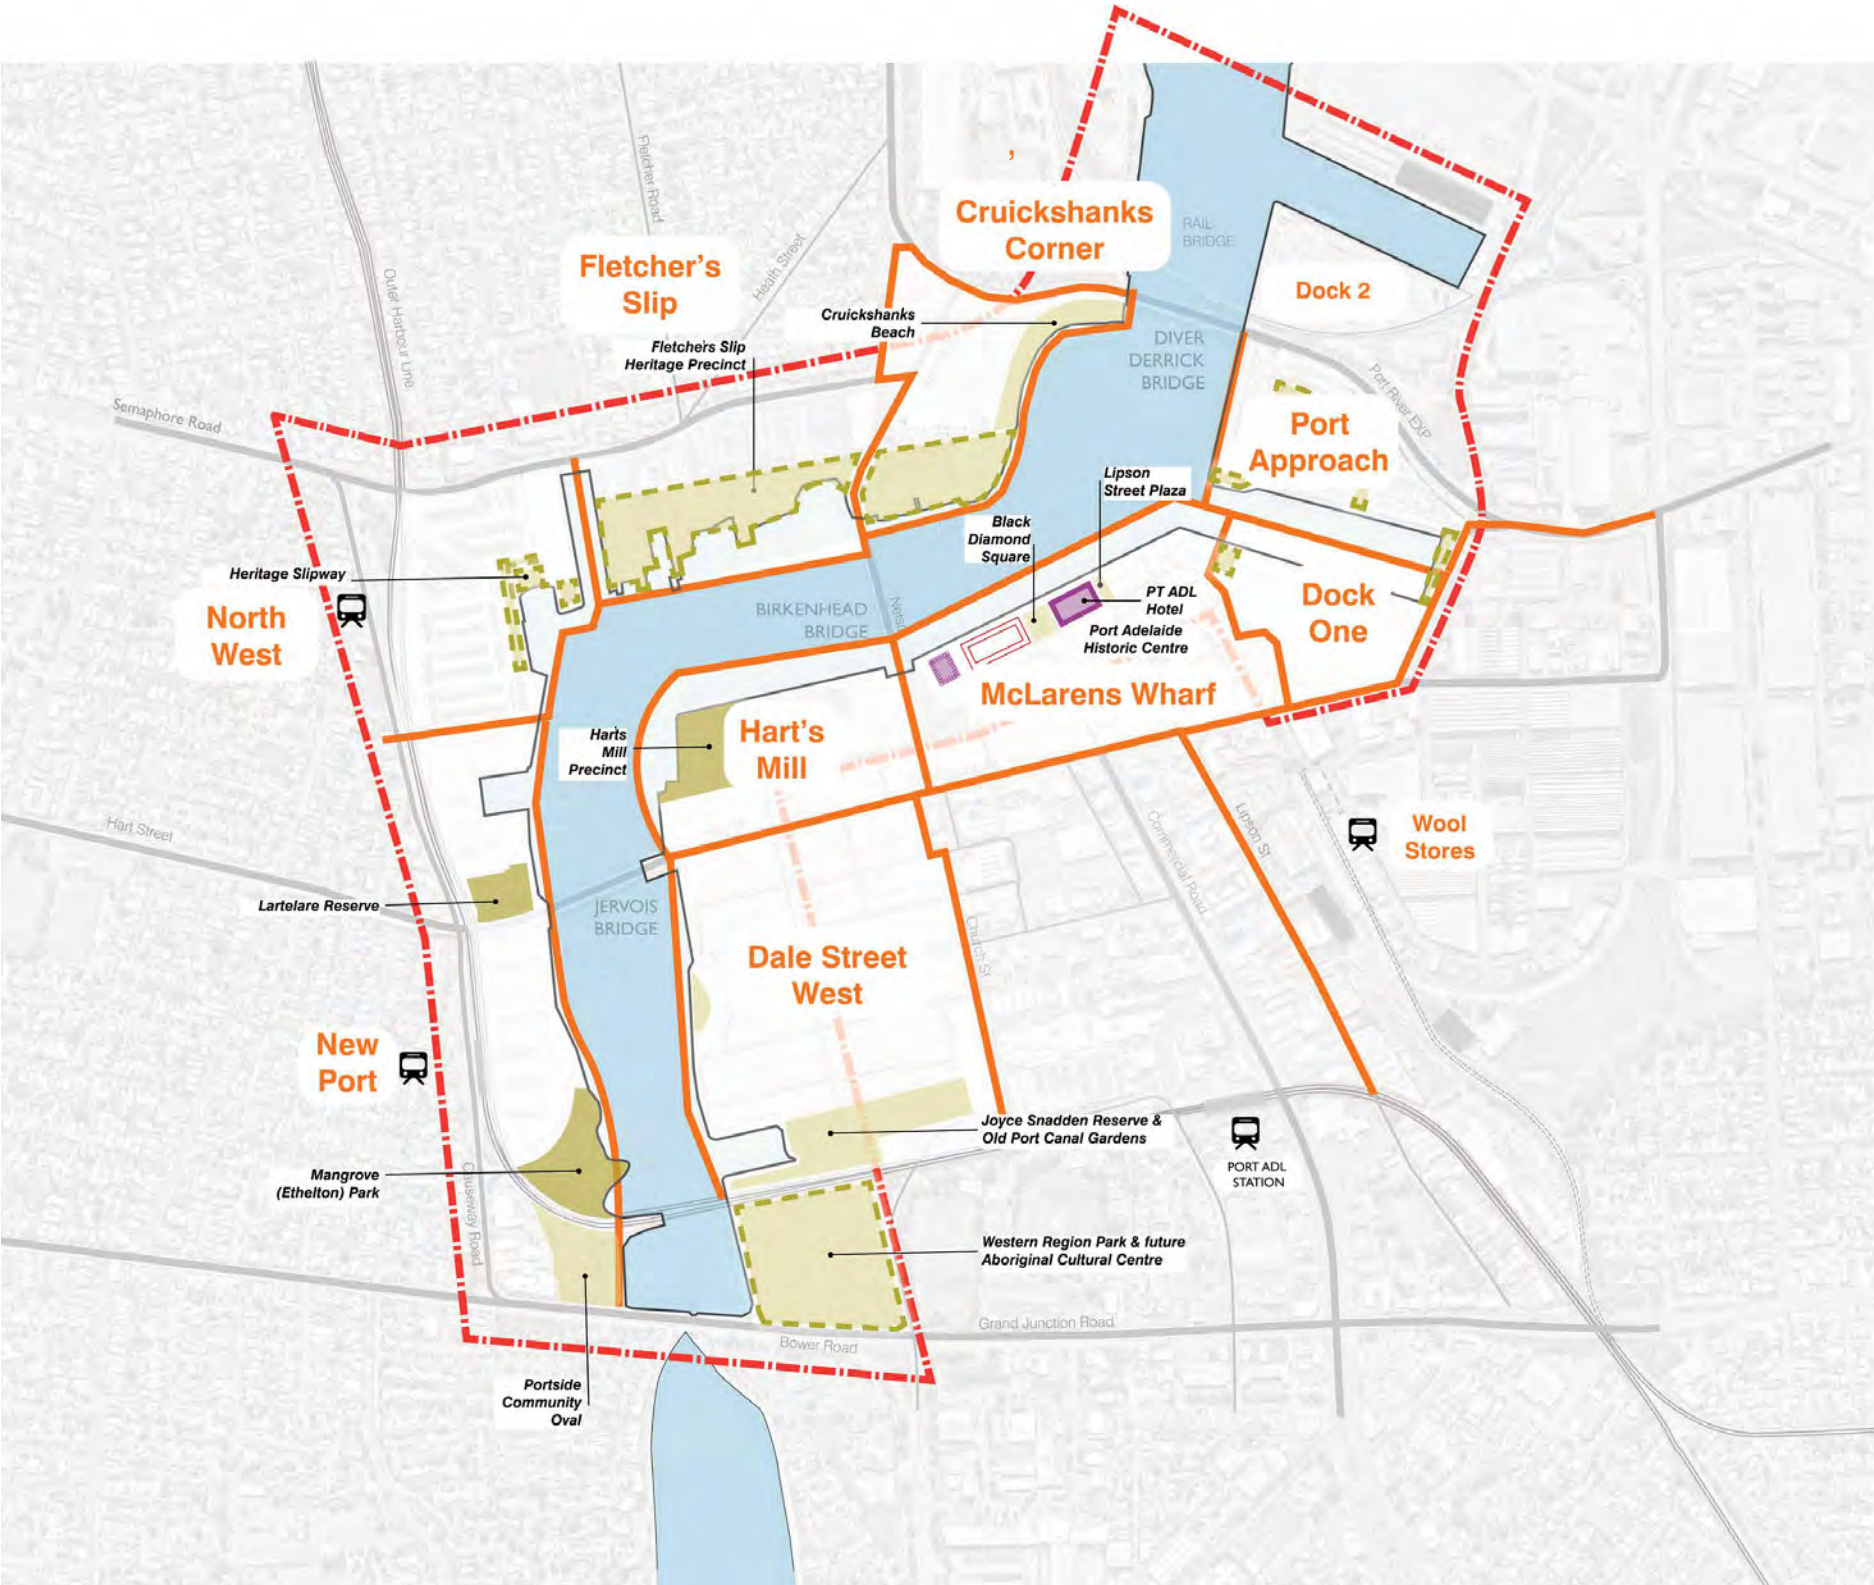 ,
Cruickshanks
Corner
RAIL
BRIDGE
Fletcher Road
Heath Street
Fletcher's
Slip
Outer Harbour Line
Dock 2
Cruickshanks
Beach
Fletchers Slip
Heritage Precinct
DIVER
DERRICK
BRIDGE
Port River EXP
Semaphore Road
Port
Approach
Lipson
Street Plaza
Black
Diamond
Square
Heritage Slipway
North
West
BIRKENHEAD
BRIDGE
PT ADL
Hotel
Port Adelaide
Historic Centre
Dock
One
McLarens Wharf
Harts
Mill
Precinct
Hart's
Mill
Hart Street
Commercial Road
Lipson St
Wool
Stores
Lartelare Reserve
JERVOIS
BRIDGE
Church St
Dale Street
West
New
Port
Joyce Snadden Reserve &
Old Port Canal Gardens
PORT ADL
STATION
Mangrove
(Ethelton) Park
Causeway Road
Western Region Park & future
Aboriginal Cultural Centre
Grand Junction Road
Bower Road
Portside
Community
Oval